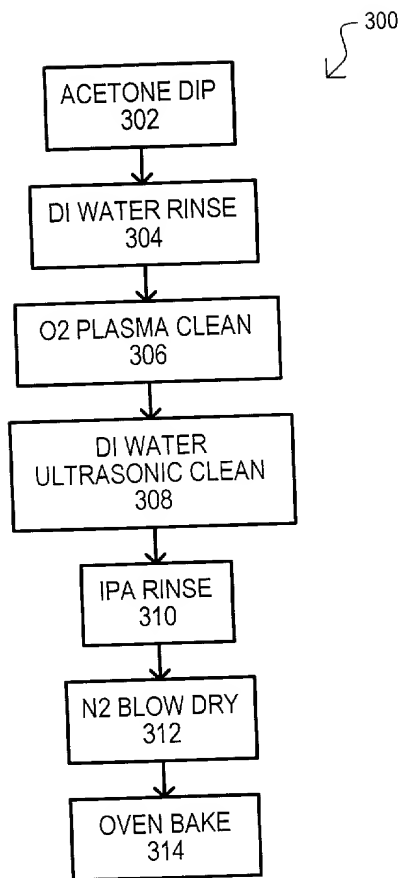 300
ACETONE DIP
302
DI WATER RINSE
304
O2 PLASMA CLEAN
306
DI WATER
ULTRASONIC CLEAN
308
IPA RINSE
310
N2 BLOW DRY
312
OVEN BAKE
314